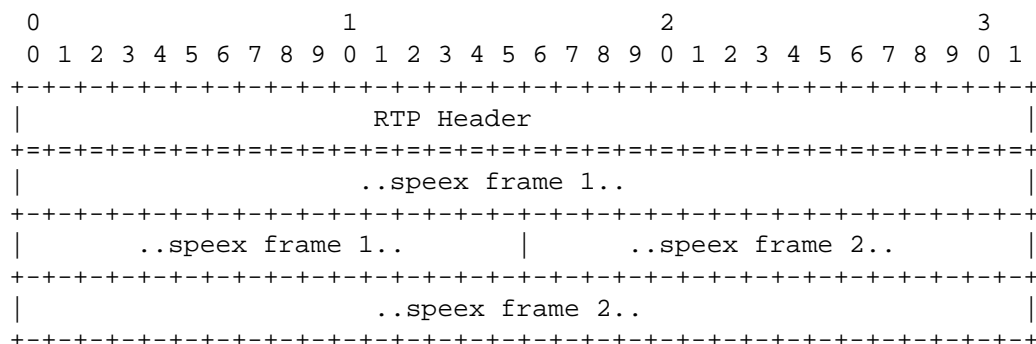 0                   1                   2                   3
 0 1 2 3 4 5 6 7 8 9 0 1 2 3 4 5 6 7 8 9 0 1 2 3 4 5 6 7 8 9 0 1
+-+-+-+-+-+-+-+-+-+-+-+-+-+-+-+-+-+-+-+-+-+-+-+-+-+-+-+-+-+-+-+-+
|                      RTP Header                               |
+=+=+=+=+=+=+=+=+=+=+=+=+=+=+=+=+=+=+=+=+=+=+=+=+=+=+=+=+=+=+=+=+
|                     ..speex frame 1..                         |
+-+-+-+-+-+-+-+-+-+-+-+-+-+-+-+-+-+-+-+-+-+-+-+-+-+-+-+-+-+-+-+-+
|       ..speex frame 1..       |      ..speex frame 2..        |
+-+-+-+-+-+-+-+-+-+-+-+-+-+-+-+-+-+-+-+-+-+-+-+-+-+-+-+-+-+-+-+-+
|                      ..speex frame 2..                        |
+-+-+-+-+-+-+-+-+-+-+-+-+-+-+-+-+-+-+-+-+-+-+-+-+-+-+-+-+-+-+-+-+